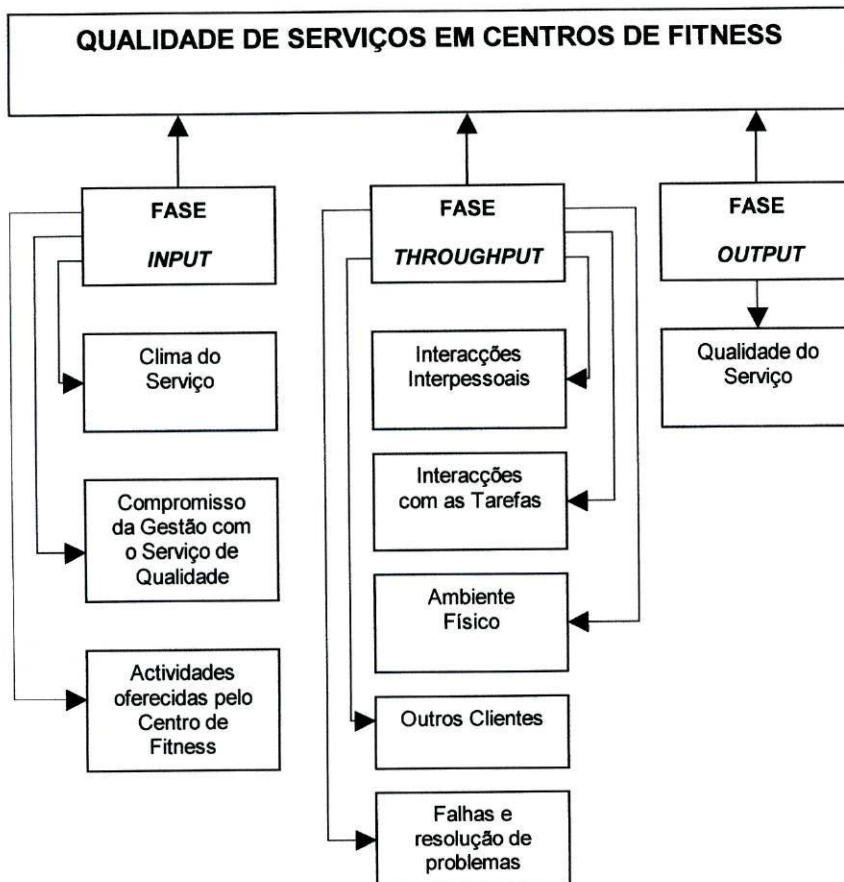 QUALIDADE DE SERVIÇOS EM CENTROS DE FITNESS
FASE
INPUT
Clima do
Serviço
Compromisso
da Gestão com
o Serviço de
Qualidade
Actividades
oferecidas pelo
Centro de
Fitness
FASE
THROUGHPUT
Interacções
Interpessoais
Interacções
com as Tarefas
Ambiente
Físico
Outros Clientes
Falhas e
resolução de
problemas
FASE
OUTPUT
Qualidade do
Serviço